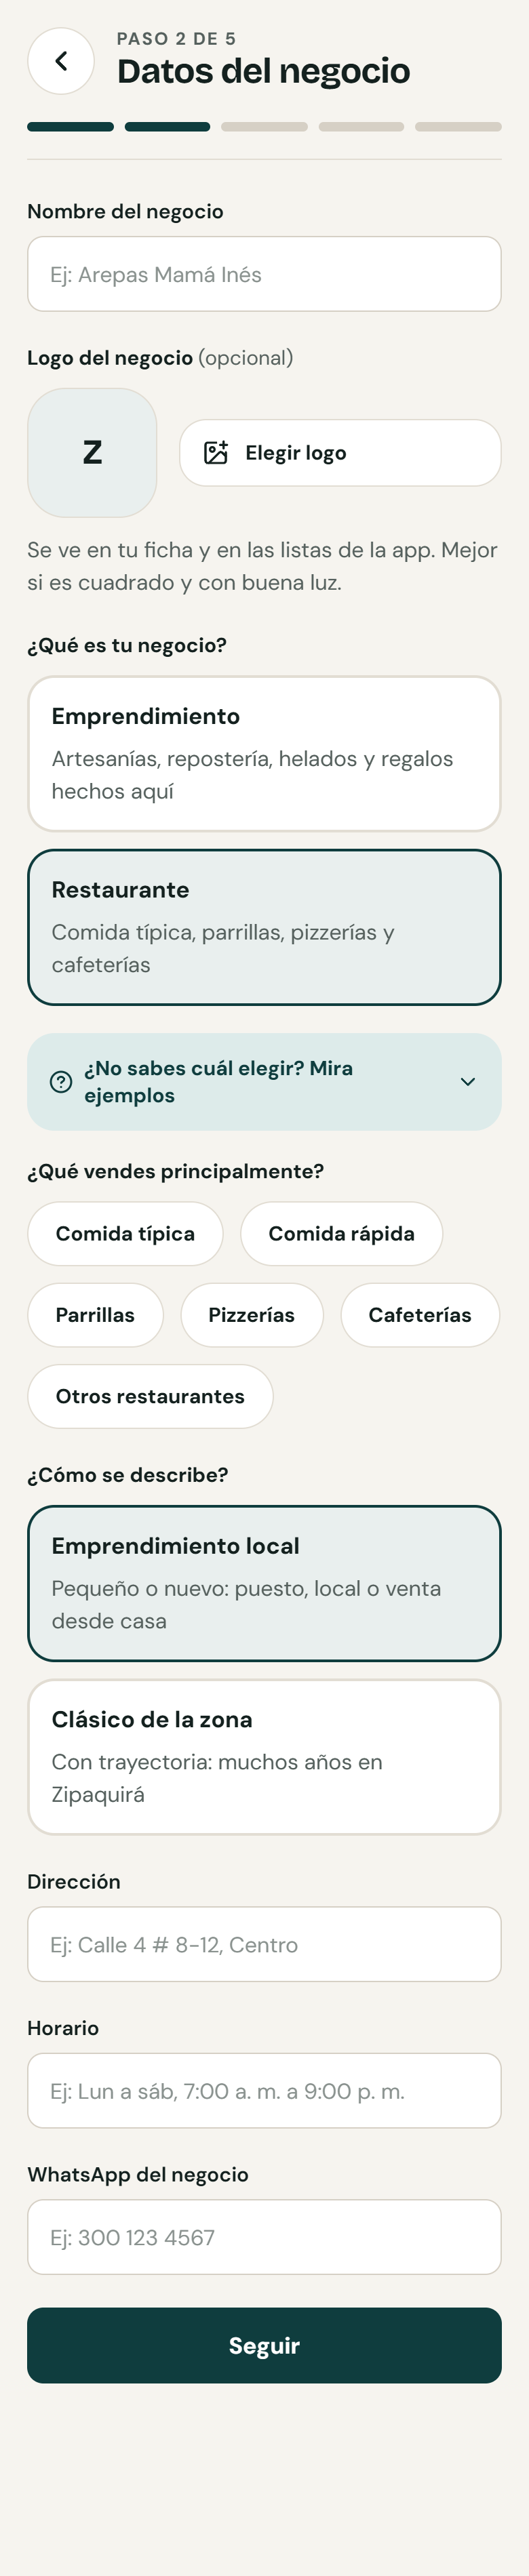 PASO 2 DE 5
Datos del negocio
Nombre del negocio
Ej: Arepas Mamá Inés
Logo del negocio (opcional)
Z
Elegir logo
Se ve en tu ficha y en las listas de la app. Mejor
si es cuadrado y con buena luz.
¿Qué es tu negocio?
Emprendimiento
Artesanías, repostería, helados y regalos
hechos aquí
Restaurante
Comida típica, parrillas, pizzerías y
cafeterías
¿No sabes cuál elegir? Mira
ejemplos
¿Qué vendes principalmente?
Comida típica
Comida rápida
Parrillas
Pizzerías
Cafeterías
Otros restaurantes
¿Cómo se describe?
Emprendimiento local
Pequeño o nuevo: puesto, local o venta
desde casa
Clásico de la zona
Con trayectoria: muchos años en
Zipaquirá
Dirección
Ej: Calle 4 # 8-12, Centro
Horario
Ej: Lun a sáb, 7:00 a. m. a 9:00 p. m.
WhatsApp del negocio
Ej: 300 123 4567
Seguir